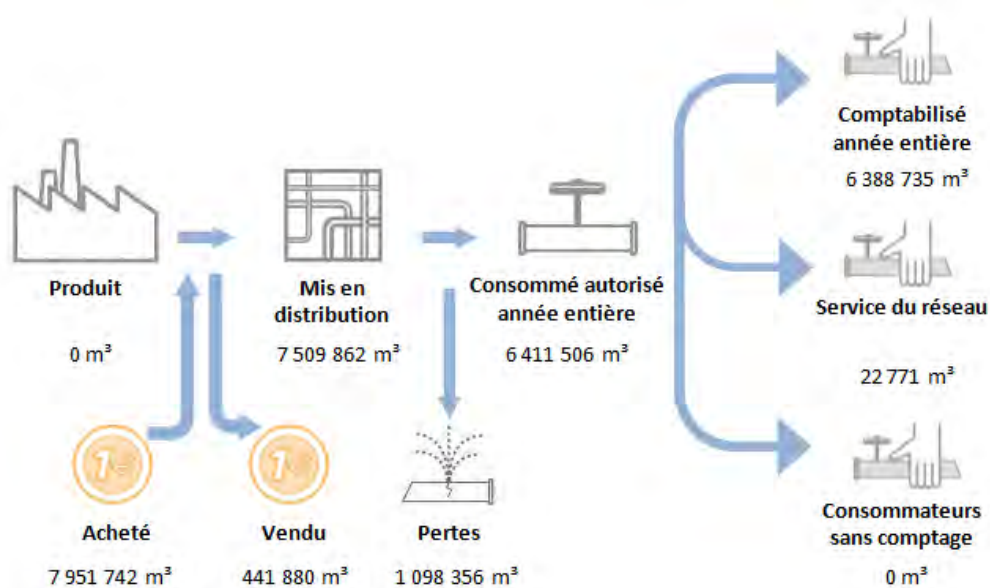 Comptabilisé
année entière
6 388 735 m³
Produit
0 m³
Mis en
distribution
7 509 862 m³
Consommé autorisé
année entière
6 411 506 m³
Service du réseau
22 771 m³
1
Acheté
7 951 742 m³
1
Vendu
441 880 m³
Pertes
1 098 356 m³
Consommateurs
sans comptage
0 m³